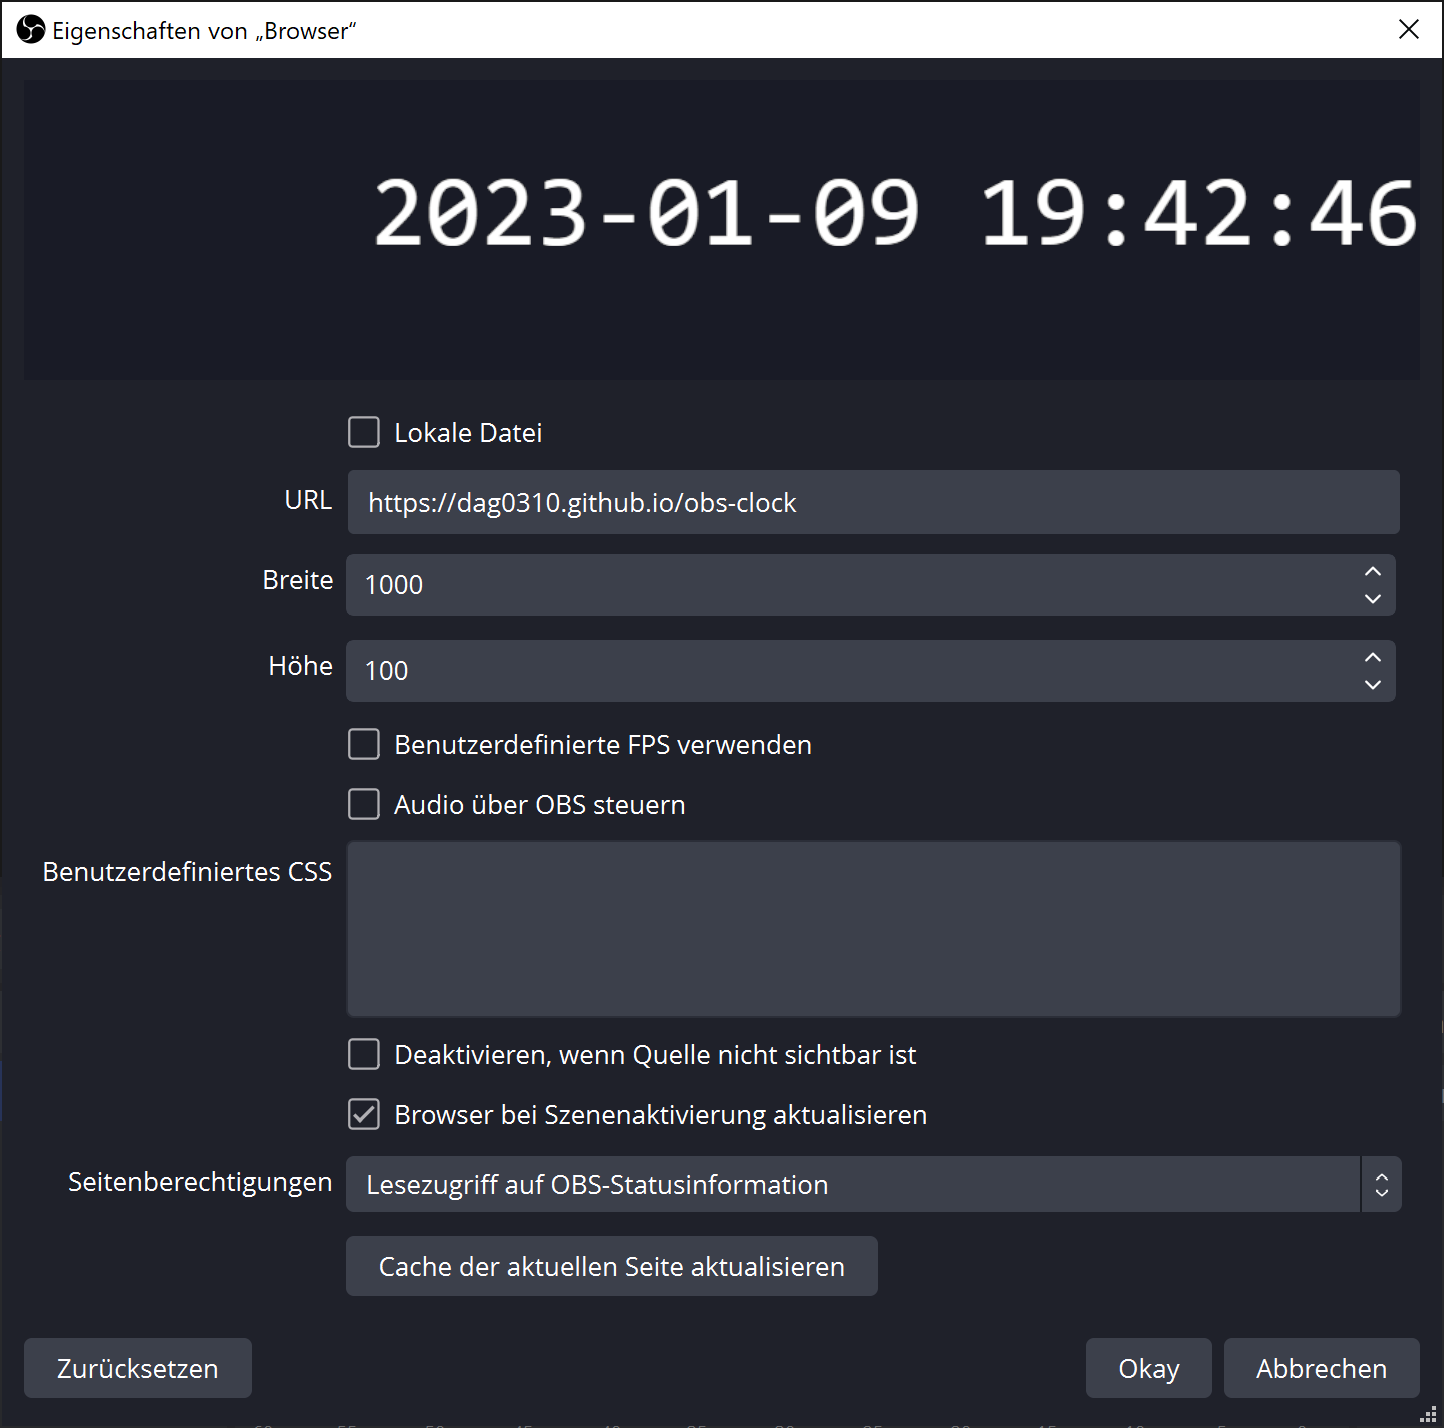 Eigenschaften von „Browser“
2023-01-09 19:42:46
Lokale Datei
URL https://dag0310.github.io/obs-clock
Breite 1000
Höhe 100
Benutzerdefinierte FPS verwenden
Audio über OBS steuern
Benutzerdefiniertes CSS
Deaktivieren, wenn Quelle nicht sichtbar ist
Browser bei Szenenaktivierung aktualisieren
Seitenberechtigungen Lesezugriff auf OBS-Statusinformation
Cache der aktuellen Seite aktualisieren
Zurücksetzen Okay Abbrechen